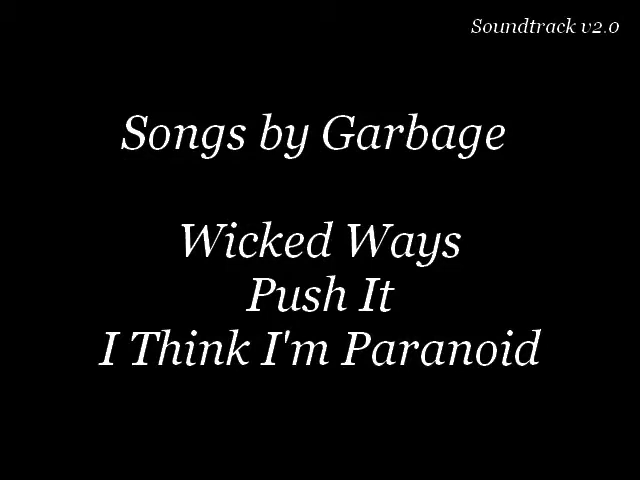 Soundtrack v2.0
Songs by Garbage
Wicked Ways
Push It
I Think I'm Paranoid